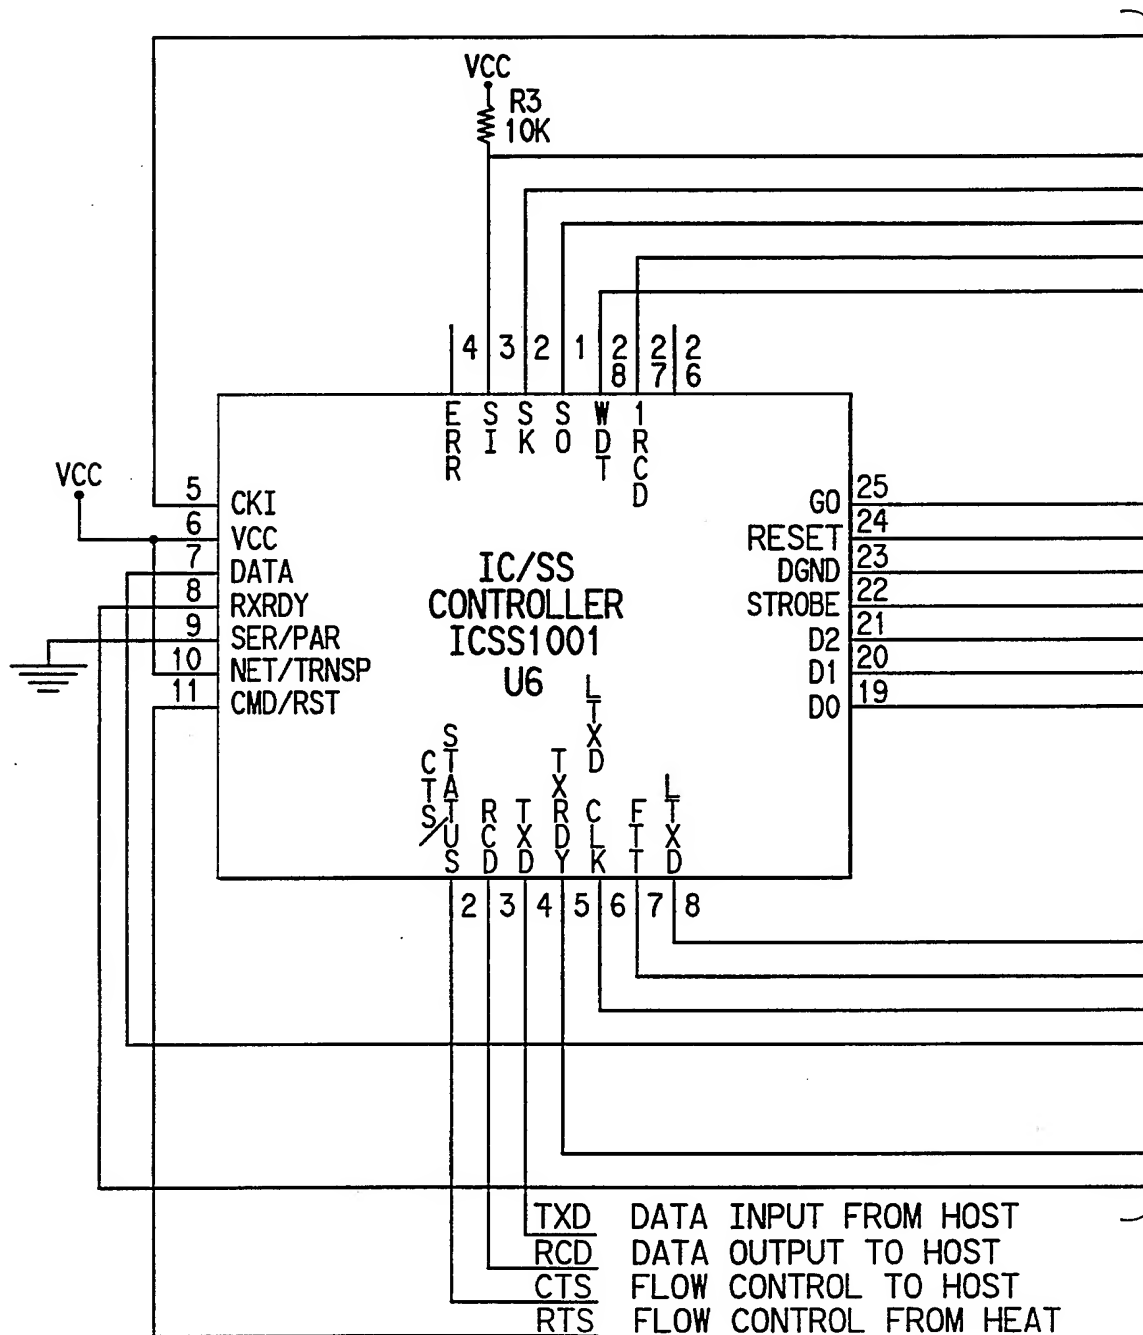 VCC
R3
10K
4 3 2 1 28 27 26
ERR SI SK SO WDT 1RCD
VCC
5 CKI
6 VCC
7 DATA
8 RXRDY
9 SER/PAR
10 NET/TRNSP
11 CMD/RST
IC/SS
CONTROLLER
ICSS1001
U6
GO 25
RESET 24
DGND 23
STROBE 22
D2 21
D1 20
D0 19
CTS/STATUS RCD TXD TXRDY LTXD CLK FTT LTXD
2 3 4 5 6 7 8
TXD DATA INPUT FROM HOST
RCD DATA OUTPUT TO HOST
CTS FLOW CONTROL TO HOST
RTS FLOW CONTROL FROM HEAT